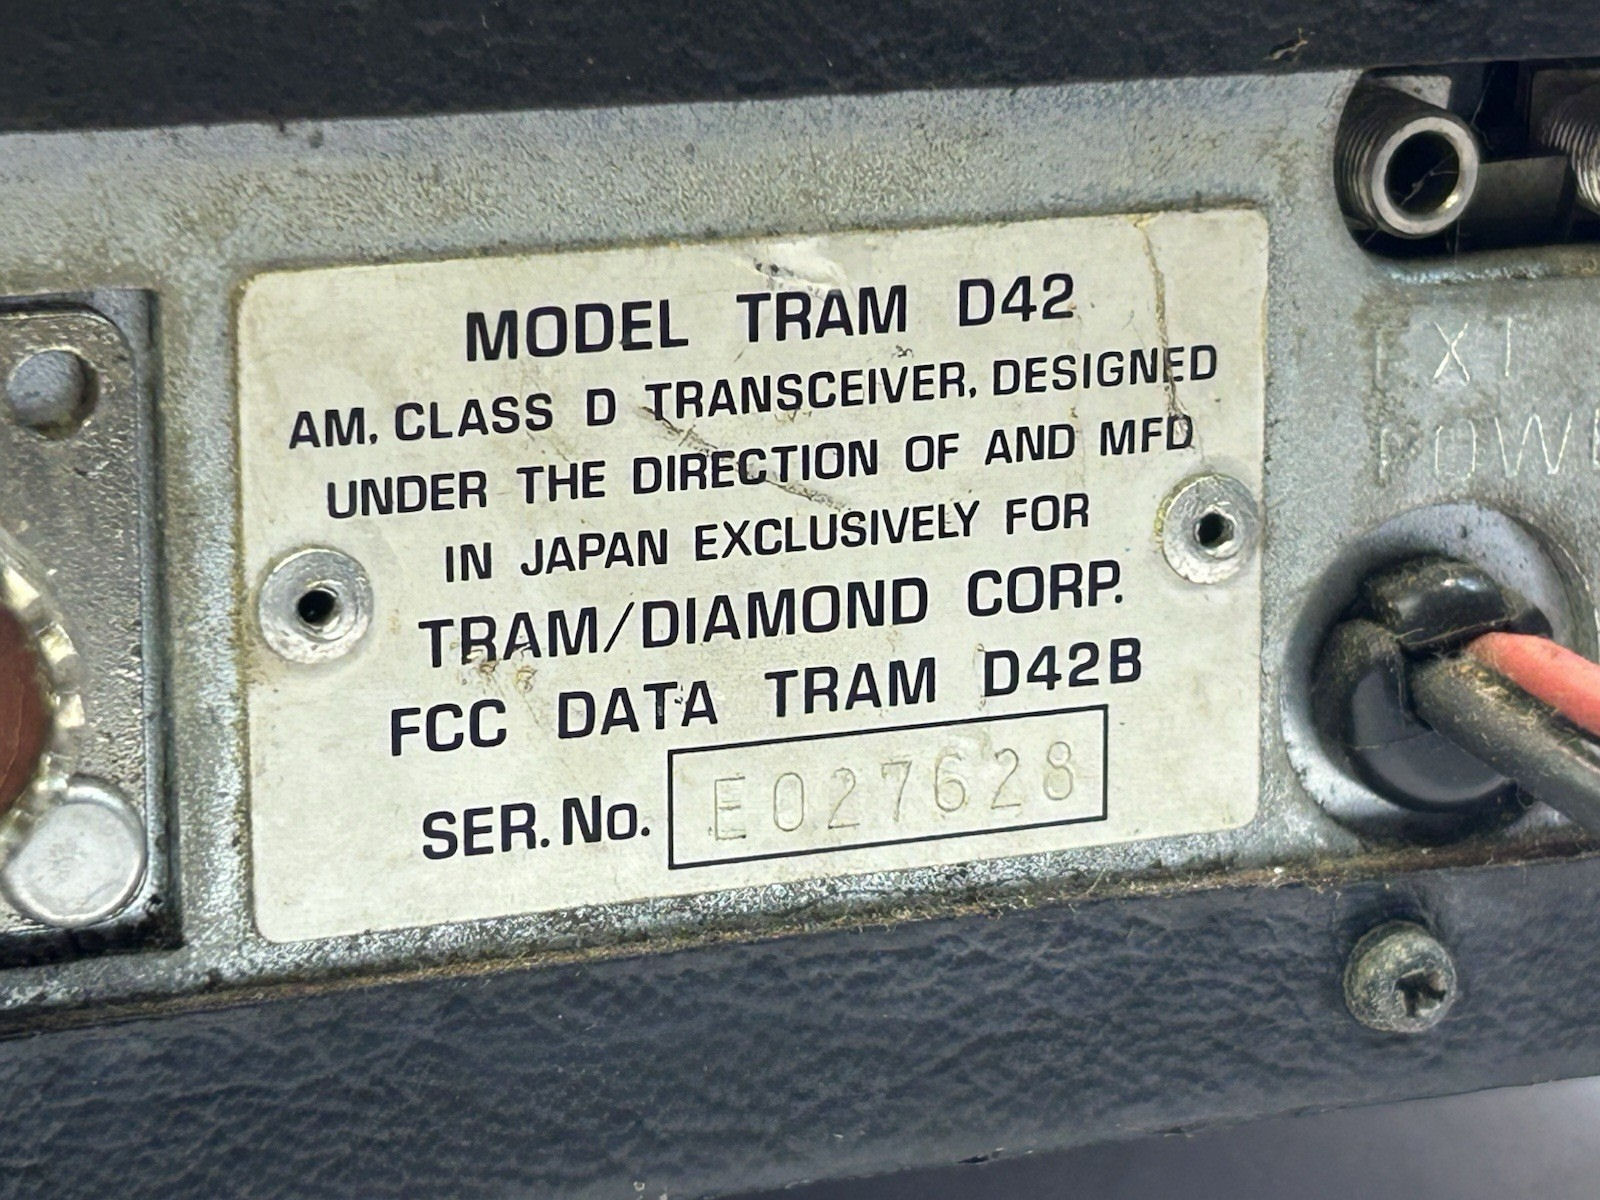 MODEL TRAM D42
AM. CLASS D TRANSCEIVER, DESIGNED
UNDER THE DIRECTION OF AND MFD
IN JAPAN EXCLUSIVELY FOR
TRAM/DIAMOND CORP.
FCC DATA TRAM D42B
SER. No. E027628
EXT